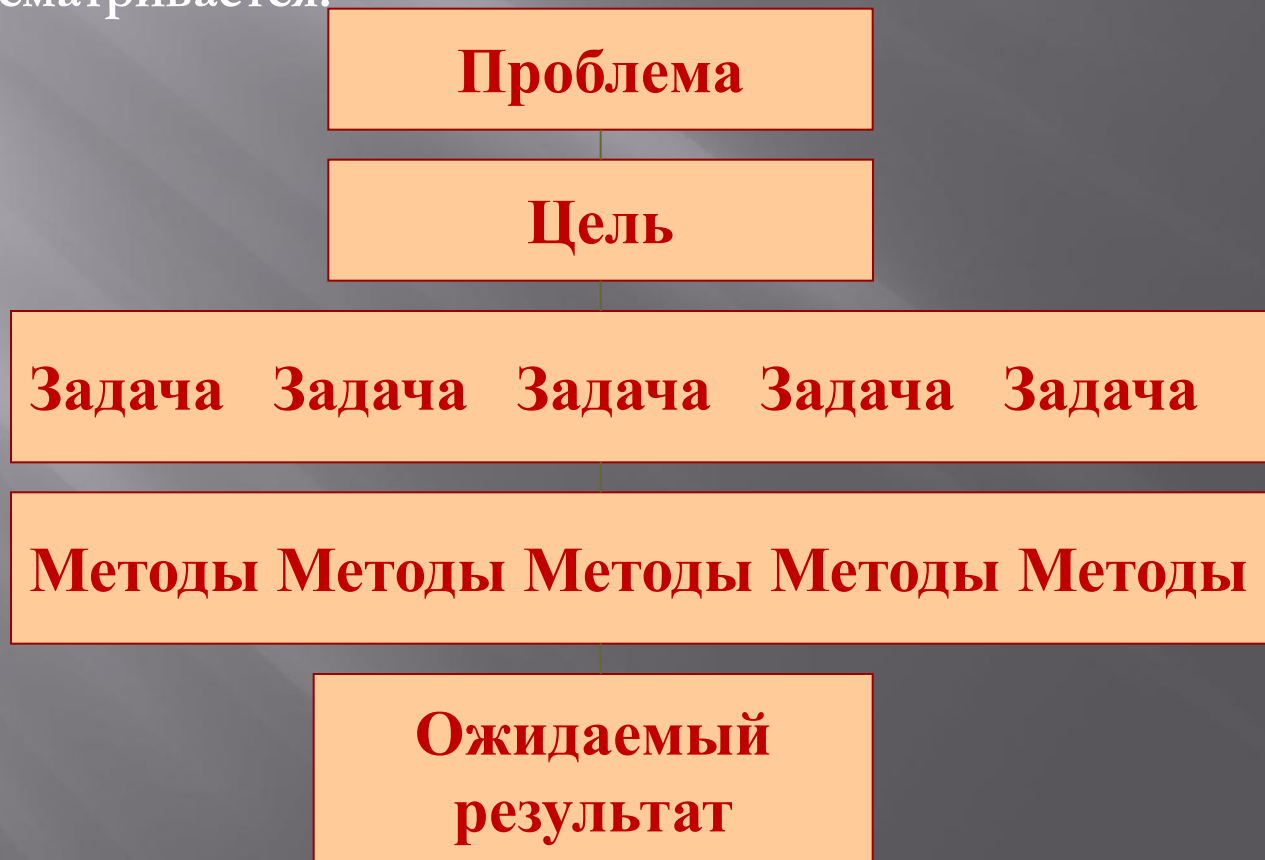 Проблема
Цель
Задача Задача Задача Задача Задача
Методы Методы Методы Методы Методы
Ожидаемый
результат